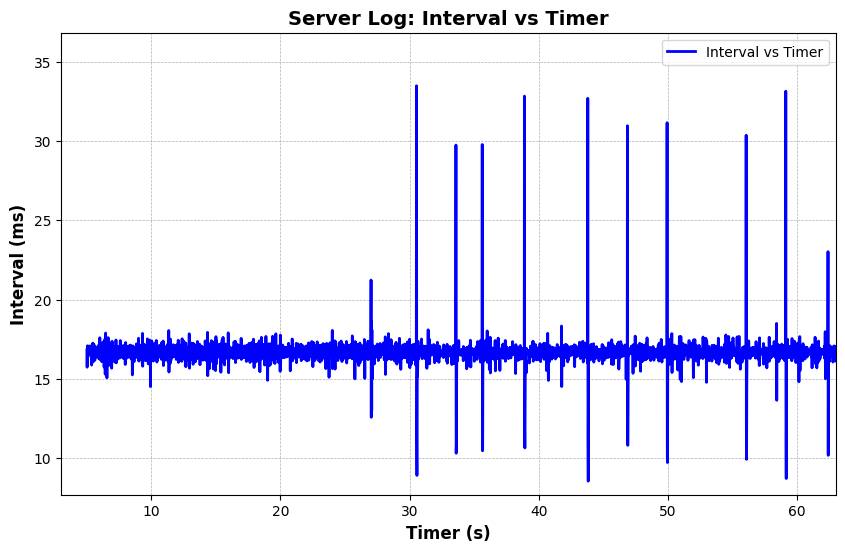 Server Log: Interval vs Timer
Interval vs Timer
Interval (ms)
35
30
25
20
15
10
10 20 30 40 50 60
Timer (s)